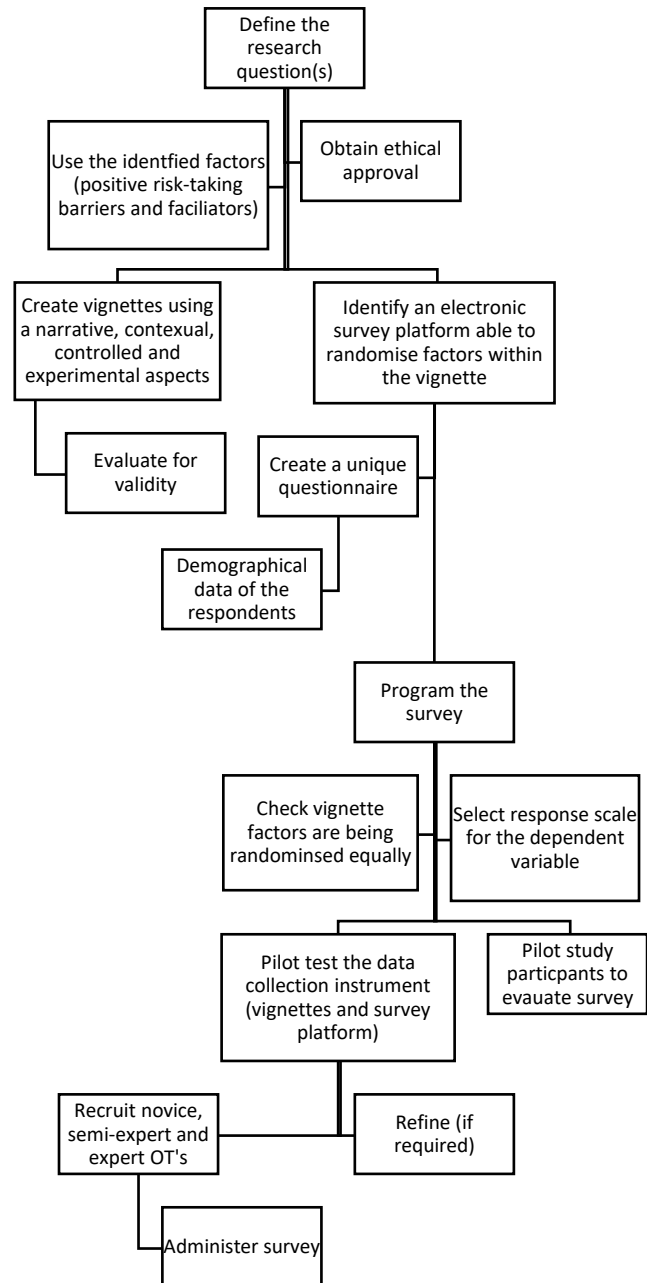 Define the
research
question(s)
Use the identfied factors
(positive risk-taking
barriers and faciliators)
Obtain ethical
approval
Create vignettes using
a narrative, contexual,
controlled and
experimental aspects
Identify an electronic
survey platform able to
randomise factors within
the vignette
Evaluate for
validity
Create a unique
questionnaire
Demographical
data of the
respondents
Program the
survey
Check vignette
factors are being
randominsed equally
Select response scale
for the dependent
variable
Pilot test the data
collection instrument
(vignettes and survey
platform)
Pilot study
particpants to
evauate survey
Recruit novice,
semi-expert and
expert OT's
Refine (if
required)
Administer survey